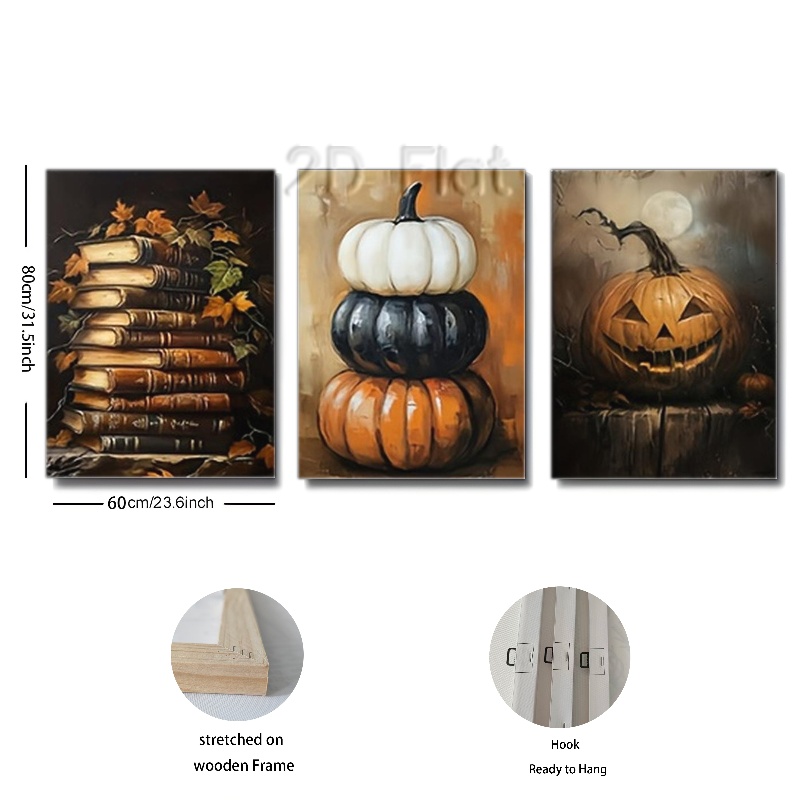 2D Flat
80cm/31.5inch
60cm/23.6inch
stretched on
wooden Frame
Hook
Ready to Hang